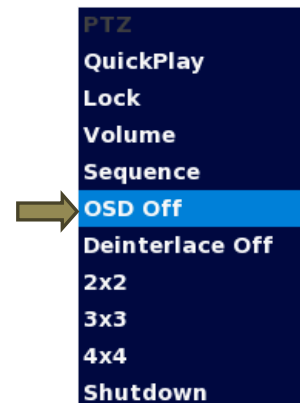 PTZ
QuickPlay
Lock
Volume
Sequence
OSD Off
Deinterlace Off
2x2
3x3
4x4
Shutdown